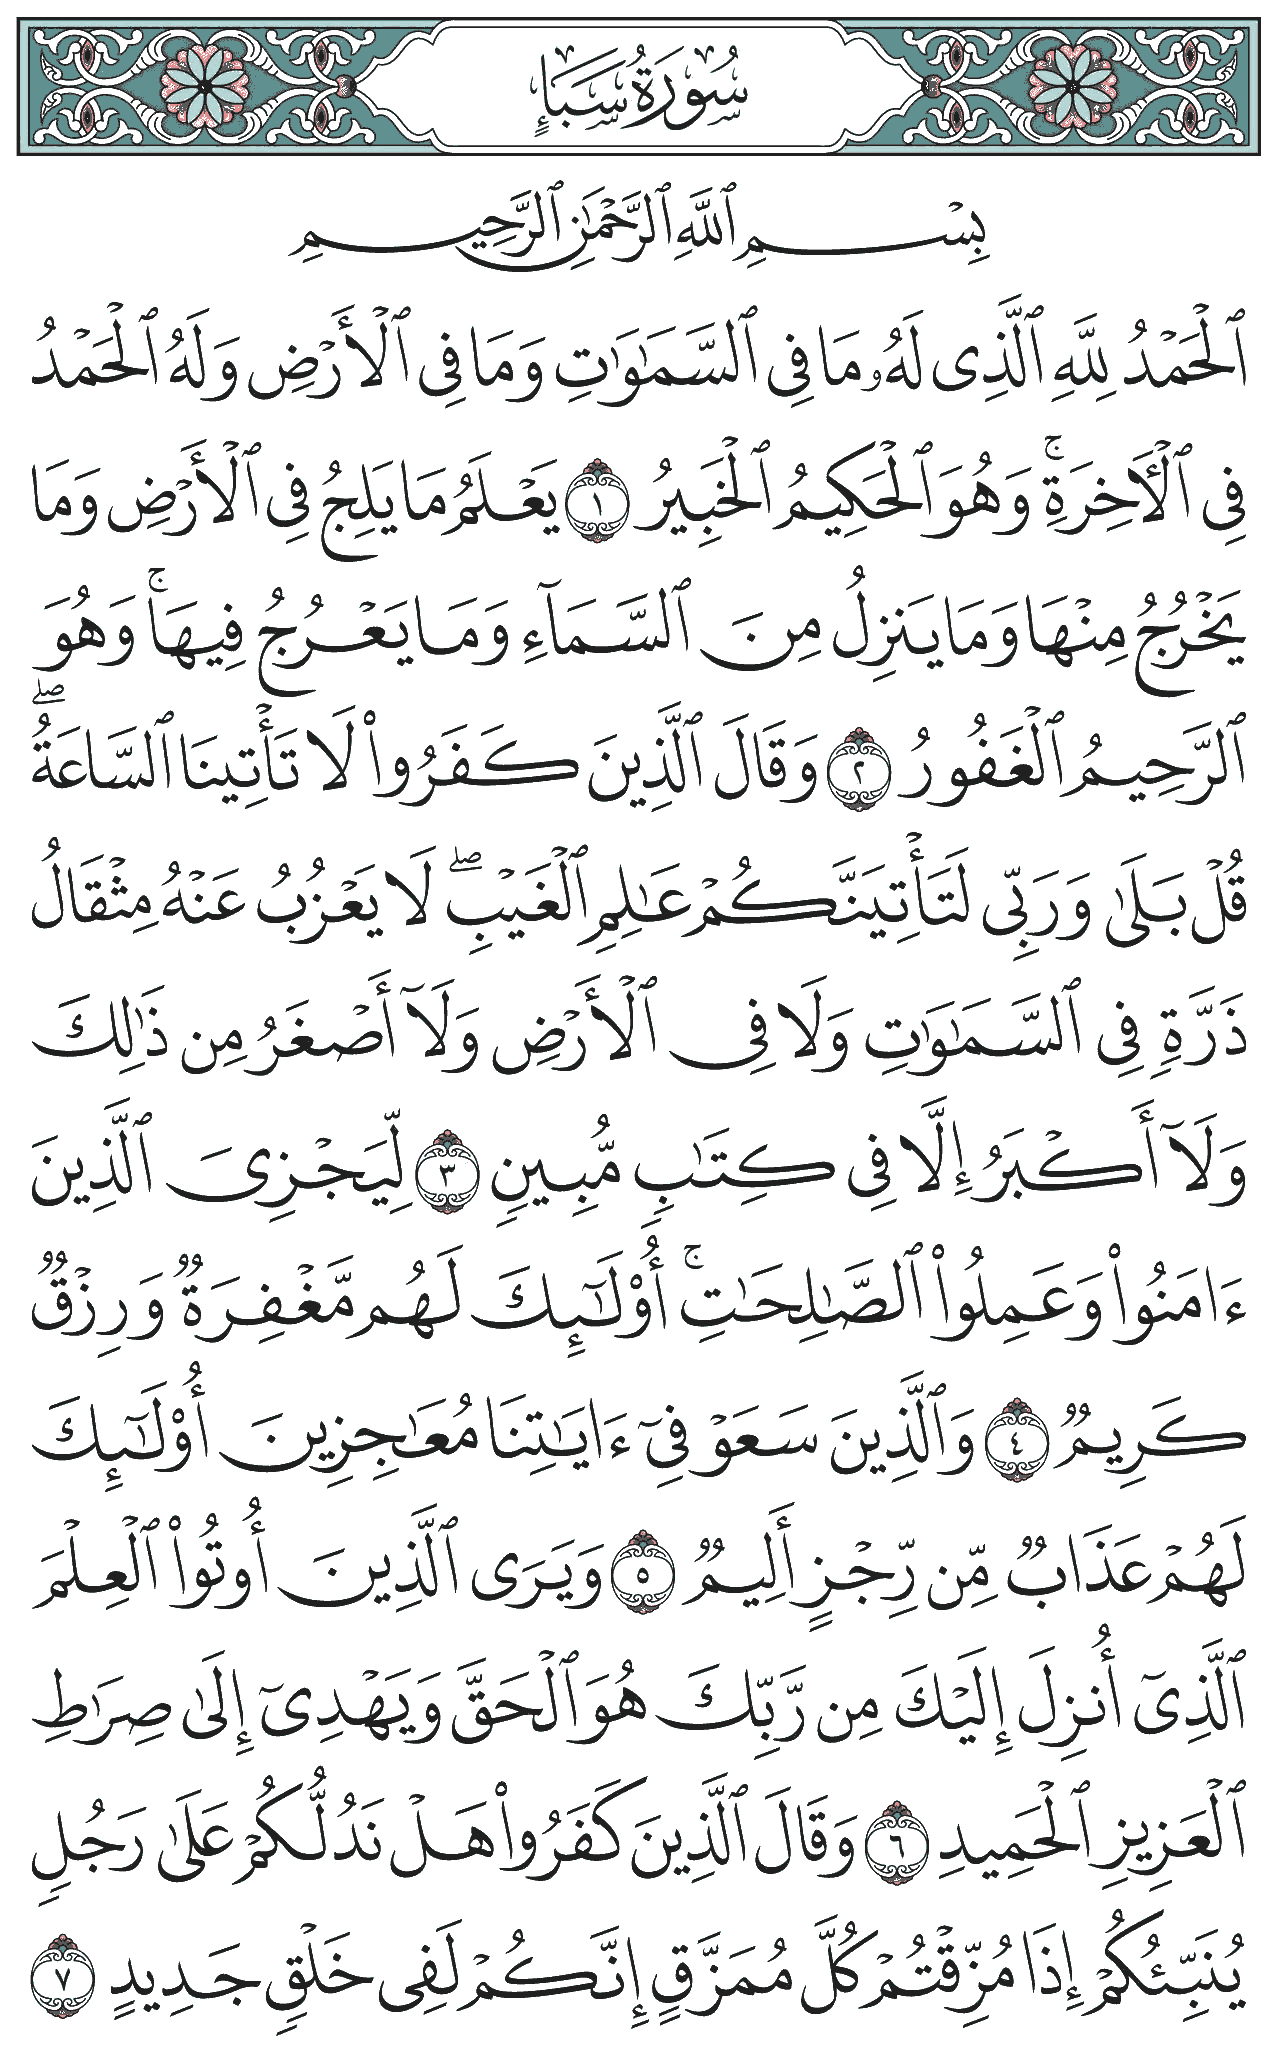 سُورَةُ سَبَإٍ
بِسْمِ ٱللَّهِ ٱلرَّحْمَٰنِ ٱلرَّحِيمِ
ٱلْحَمْدُ لِلَّهِ ٱلَّذِى لَهُۥ مَا فِى ٱلسَّمَٰوَٰتِ وَمَا فِى ٱلْأَرْضِ وَلَهُ ٱلْحَمْدُ
فِى ٱلْـَٔاخِرَةِ ۚ وَهُوَ ٱلْحَكِيمُ ٱلْخَبِيرُ ١ يَعْلَمُ مَا يَلِجُ فِى ٱلْأَرْضِ وَمَا
يَخْرُجُ مِنْهَا وَمَا يَنزِلُ مِنَ ٱلسَّمَآءِ وَمَا يَعْرُجُ فِيهَا ۚ وَهُوَ
ٱلرَّحِيمُ ٱلْغَفُورُ ٢ وَقَالَ ٱلَّذِينَ كَفَرُوا۟ لَا تَأْتِينَا ٱلسَّاعَةُ ۖ
قُلْ بَلَىٰ وَرَبِّى لَتَأْتِيَنَّكُمْ عَٰلِمِ ٱلْغَيْبِ ۖ لَا يَعْزُبُ عَنْهُ مِثْقَالُ
ذَرَّةٍ فِى ٱلسَّمَٰوَٰتِ وَلَا فِى ٱلْأَرْضِ وَلَآ أَصْغَرُ مِن ذَٰلِكَ
وَلَآ أَكْبَرُ إِلَّا فِى كِتَٰبٍ مُّبِينٍ ٣ لِّيَجْزِىَ ٱلَّذِينَ
ءَامَنُوا۟ وَعَمِلُوا۟ ٱلصَّٰلِحَٰتِ ۚ أُو۟لَٰٓئِكَ لَهُم مَّغْفِرَةٌ وَرِزْقٌ
كَرِيمٌ ٤ وَٱلَّذِينَ سَعَوْ فِىٓ ءَايَٰتِنَا مُعَٰجِزِينَ أُو۟لَٰٓئِكَ
لَهُمْ عَذَابٌ مِّن رِّجْزٍ أَلِيمٌ ٥ وَيَرَى ٱلَّذِينَ أُوتُوا۟ ٱلْعِلْمَ
ٱلَّذِىٓ أُنزِلَ إِلَيْكَ مِن رَّبِّكَ هُوَ ٱلْحَقَّ وَيَهْدِىٓ إِلَىٰ صِرَٰطِ
ٱلْعَزِيزِ ٱلْحَمِيدِ ٦ وَقَالَ ٱلَّذِينَ كَفَرُوا۟ هَلْ نَدُلُّكُمْ عَلَىٰ رَجُلٍ
يُنَبِّئُكُمْ إِذَا مُزِّقْتُمْ كُلَّ مُمَزَّقٍ إِنَّكُمْ لَفِى خَلْقٍ جَدِيدٍ ٧